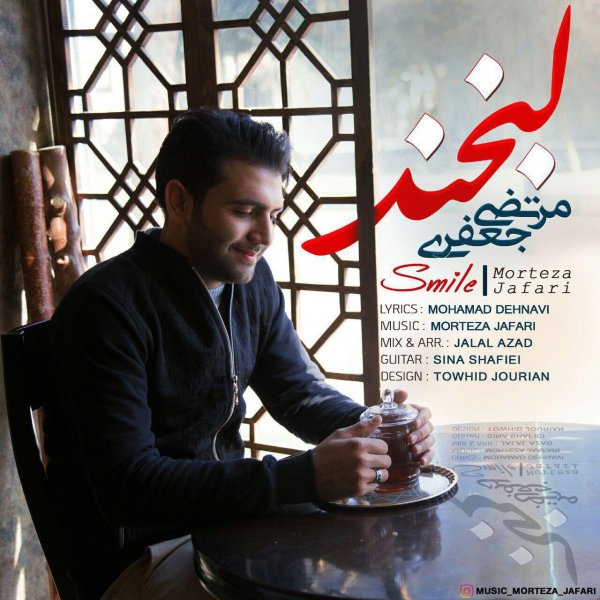 لبخند
مرتضی
جعفری
Smile | Morteza
Jafari
LYRICS : MOHAMAD DEHNAVI
MUSIC : MORTEZA JAFARI
MIX & ARR. : JALAL AZAD
GUITAR : SINA SHAFIEI
DESIGN : TOWHID JOURIAN
MUSIC_MORTEZA_JAFARI